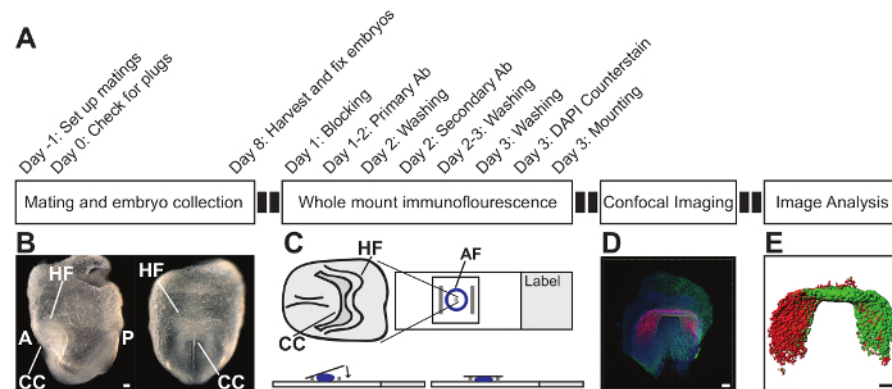 A
Day -1: Set up matings
Day 0: Check for plugs
Day 8: Harvest and fix embryos
Day 1: Blocking
Day 1-2: Primary Ab
Day 2: Washing
Day 2: Secondary Ab
Day 2-3: Washing
Day 3: Washing
Day 3: DAPI Counterstain
Day 3: Mounting
Mating and embryo collection
Whole mount immunoflourescence
Confocal Imaging
Image Analysis
B
HF
A
P
CC
HF
CC
C
HF
AF
CC
Label
D
E